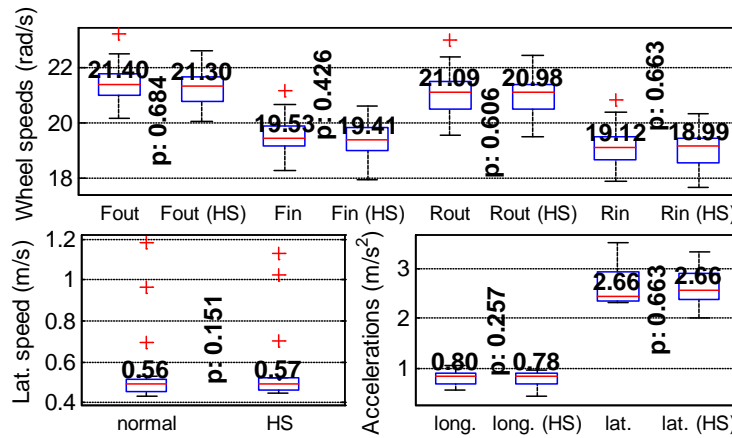 Wheel speeds (rad/s)
22
20
18
21.40
p: 0.684
21.30
19.53
p: 0.426
19.41
21.09
p: 0.606
20.98
19.12
p: 0.663
18.99
Fout Fout (HS) Fin Fin (HS) Rout Rout (HS) Rin Rin (HS)
Lat. speed (m/s)
1.2
1
0.8
0.6
0.4
0.56
p: 0.151
0.57
normal HS
Accelerations (m/s²)
3
2
1
0.80
p: 0.257
0.78
2.66
p: 0.663
2.66
long. long. (HS) lat. lat. (HS)